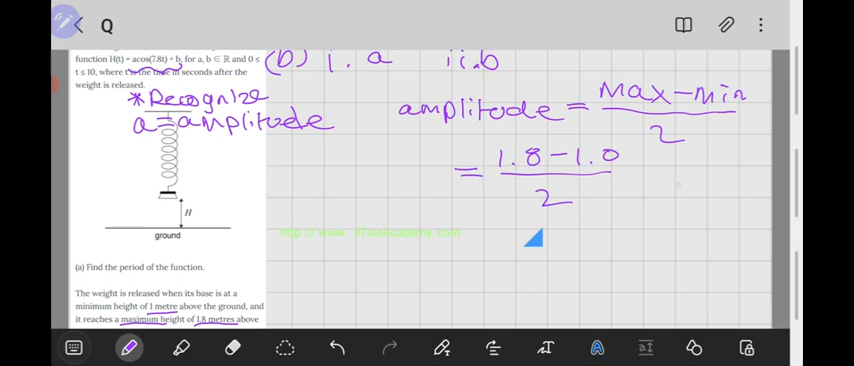 Q
function H(t) = acos(7.8t) + b, for a, b ∈ ℝ and 0 ≤
t ≤ 10, where t is the time in seconds after the
weight is released.
(b) i. a ii. b
*Recognize
a = amplitude
amplitude = Max - Min
2
= 1.8 - 1.0
2
H
ground
(a) Find the period of the function.
The weight is released when its base is at a
minimum height of 1 metre above the ground, and
it reaches a maximum height of 1.8 metres above